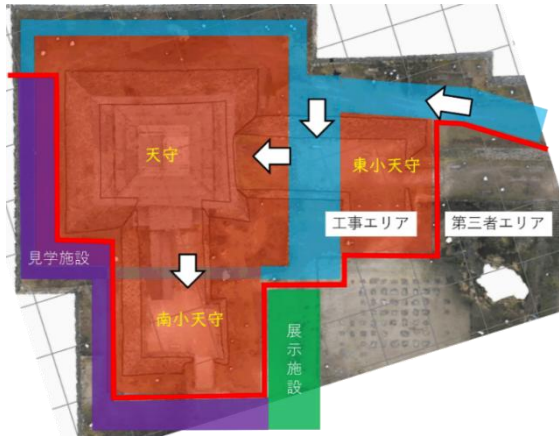 天守
東小天守
工事エリア
第三者エリア
見学施設
南小天守
展示施設